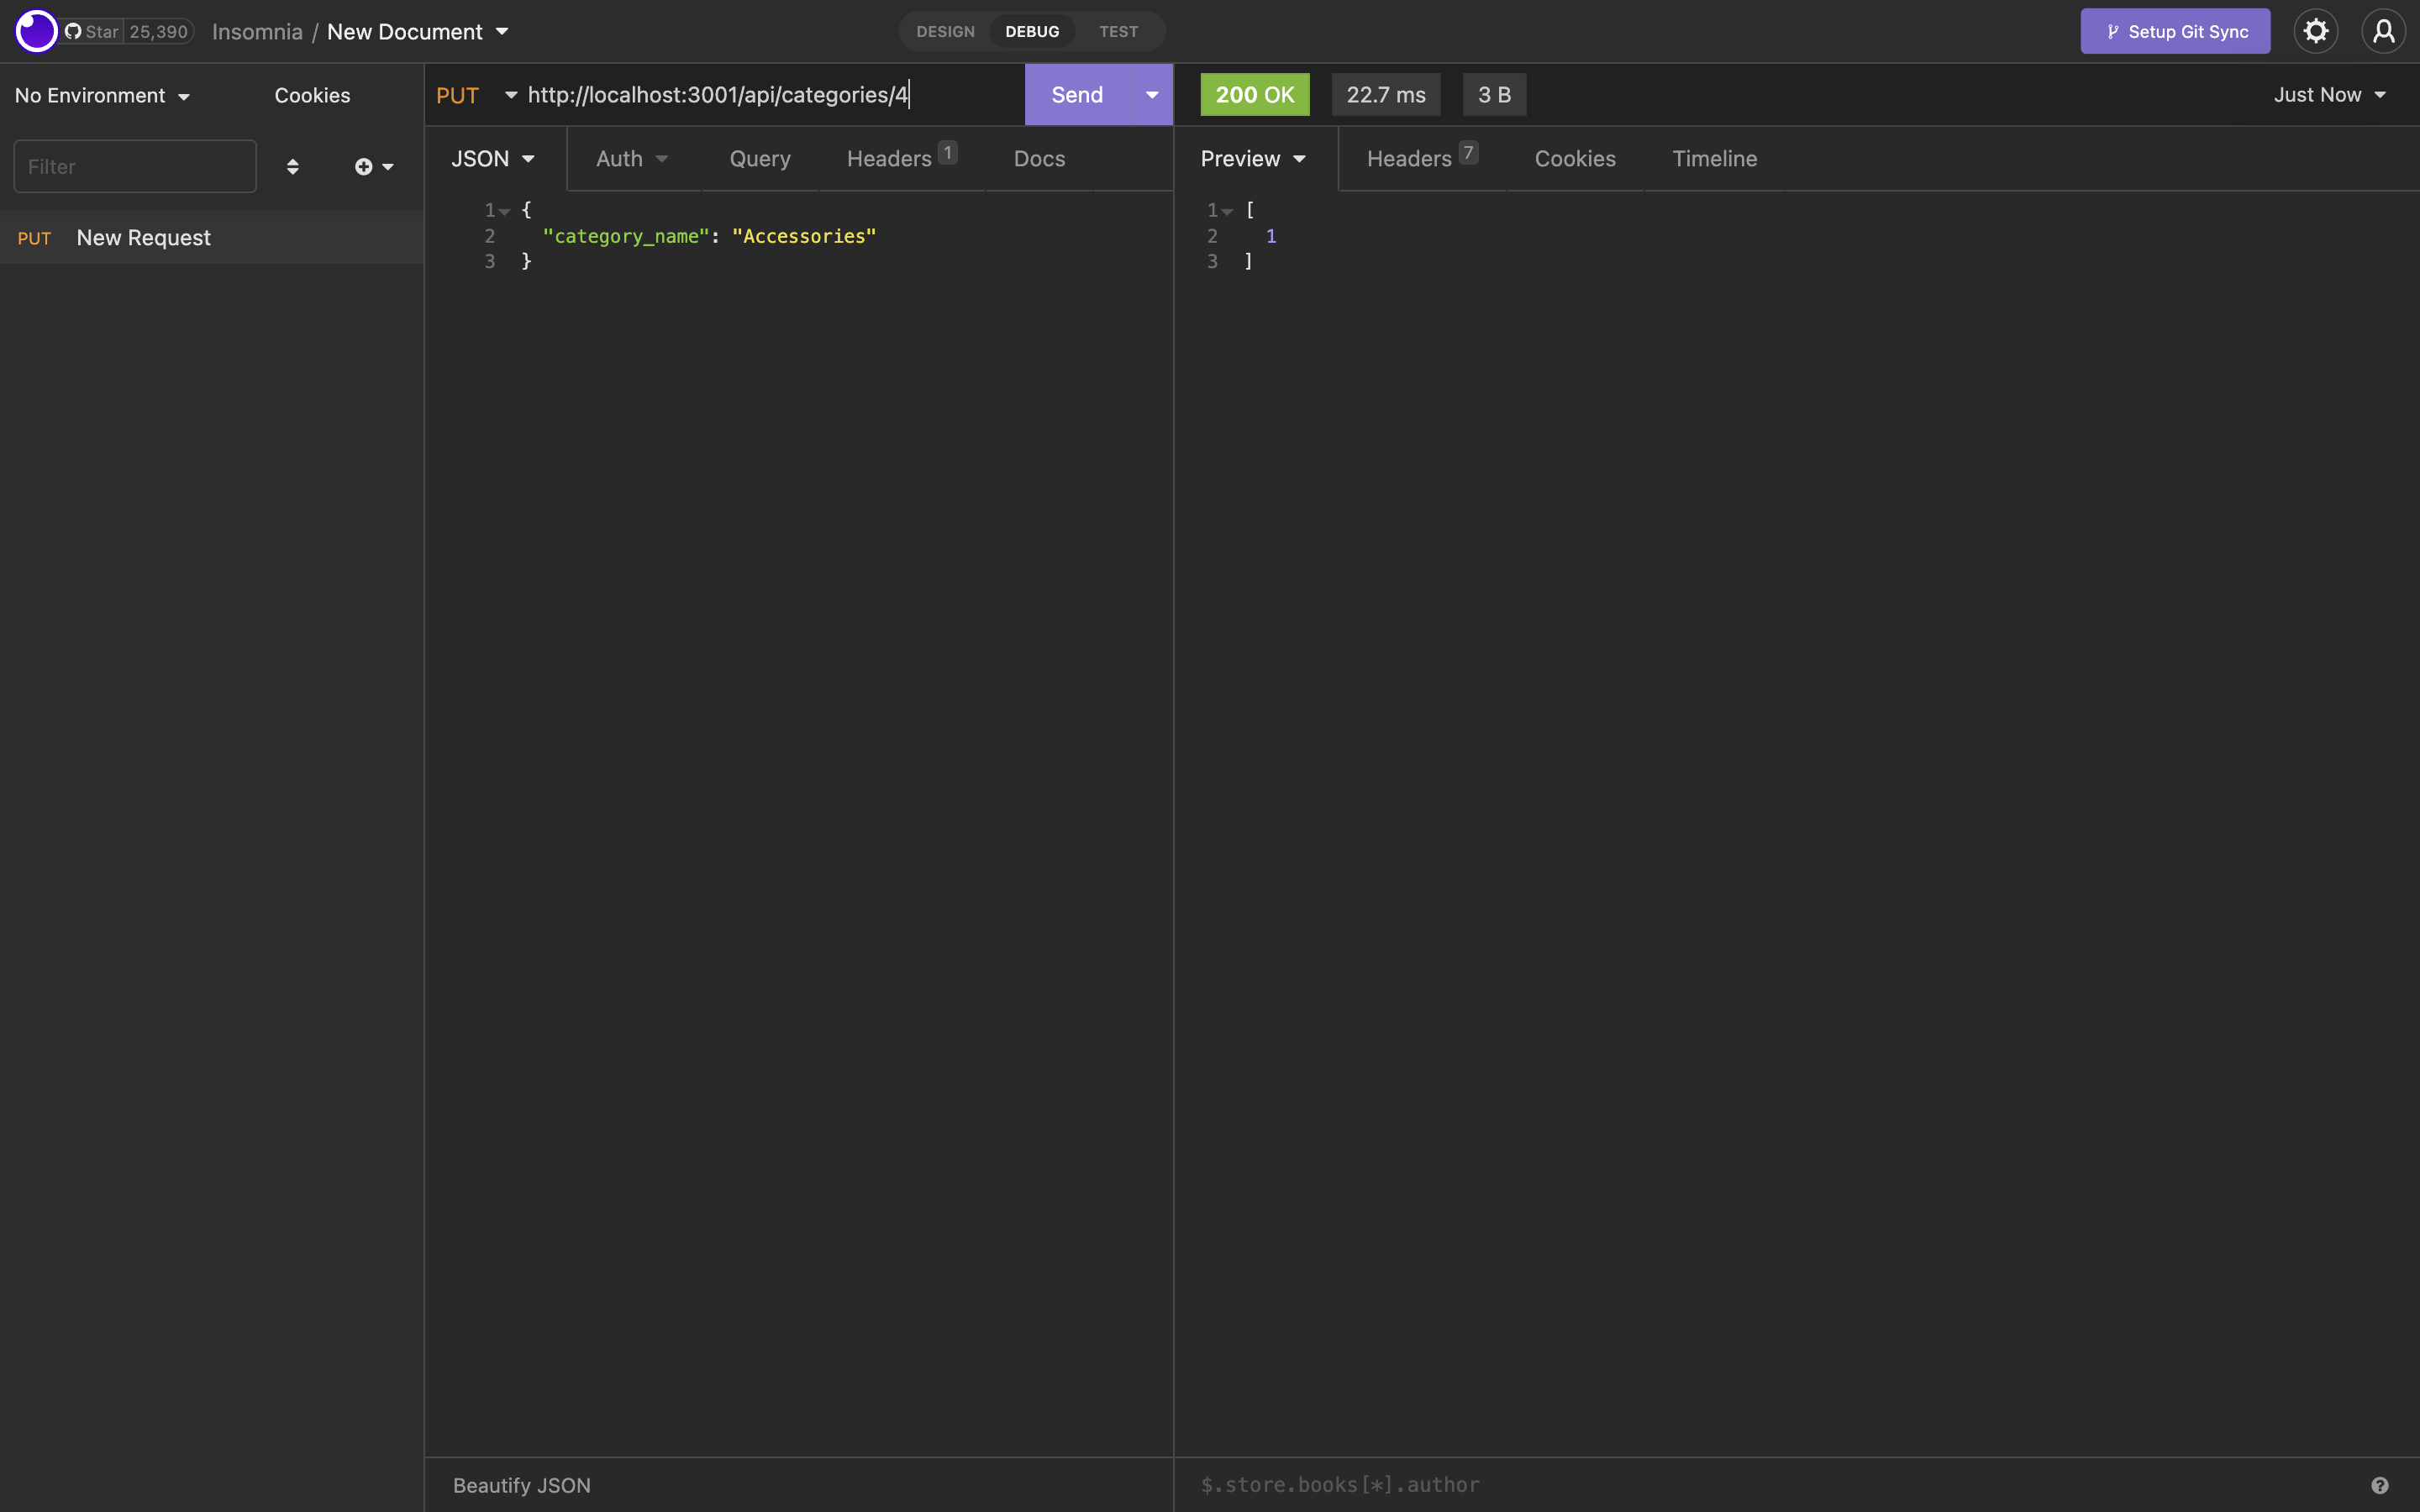 Star 25,390 Insomnia / New Document DESIGN DEBUG TEST Setup Git Sync
No Environment Cookies PUT http://localhost:3001/api/categories/4 Send 200 OK 22.7 ms 3 B Just Now
Filter JSON Auth Query Headers 1 Docs Preview Headers 7 Cookies Timeline
PUT New Request
1 {
2 "category_name": "Accessories"
3 }
1 [
2 1
3 ]
Beautify JSON $.store.books[*].author